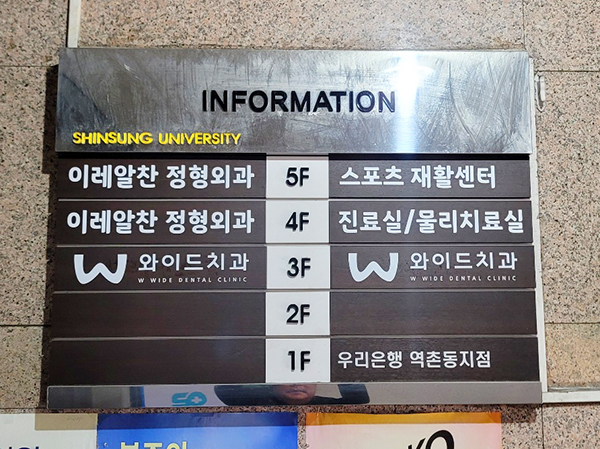 INFORMATION
SHINSUNG UNIVERSITY
이레알찬 정형외과 5F 스포츠 재활센터
이레알찬 정형외과 4F 진료실/물리치료실
W 와이드치과 3F W 와이드치과
W WIDE DENTAL CLINIC W WIDE DENTAL CLINIC
2F
1F 우리은행 역촌동지점